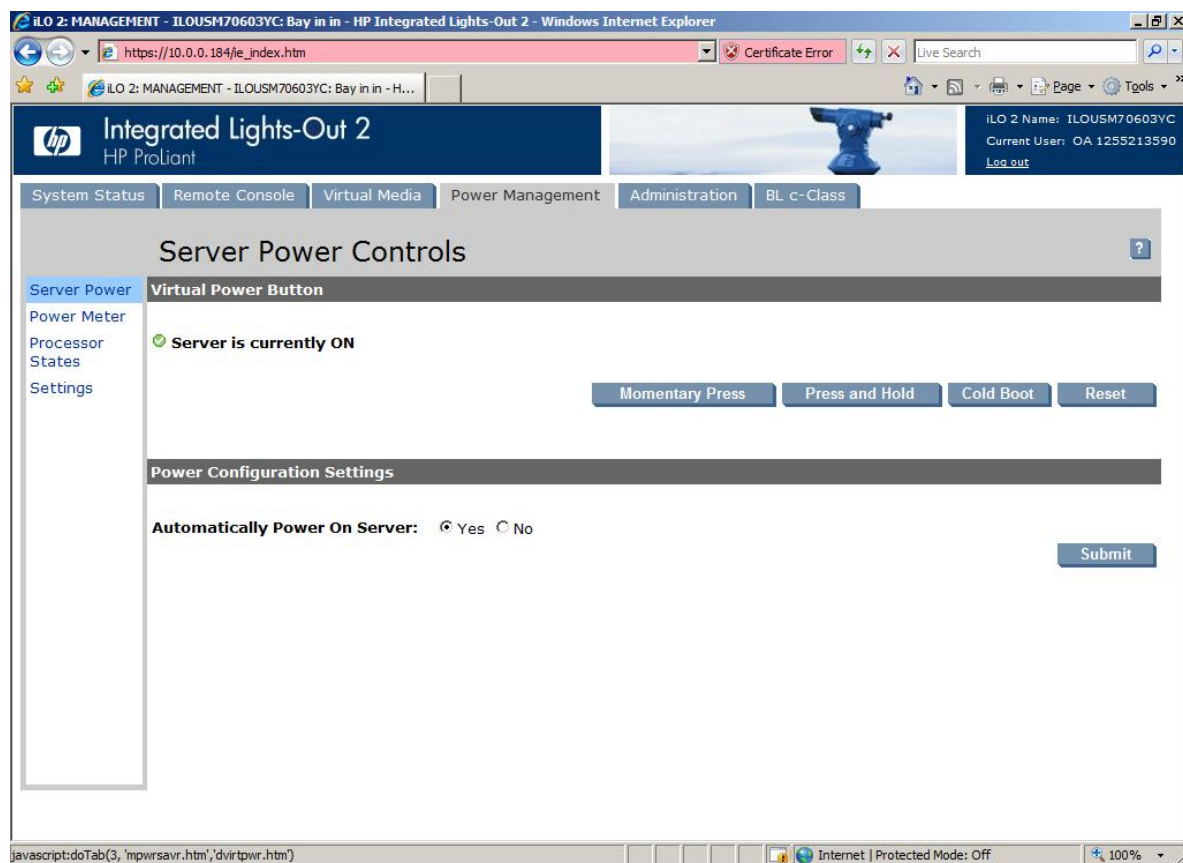 iLO 2: MANAGEMENT - ILOUSM70603YC: Bay in in - HP Integrated Lights-Out 2 - Windows Internet Explorer
https://10.0.0.184/ie_index.htm
Certificate Error
Live Search
iLO 2: MANAGEMENT - ILOUSM70603YC: Bay in in - H...
Page
Tools
hp
Integrated Lights-Out 2
HP ProLiant
iLO 2 Name: ILOUSM70603YC
Current User: OA 1255213590
Log out
System Status Remote Console Virtual Media Power Management Administration BL c-Class
Server Power Controls
?
Server Power
Power Meter
Processor
States
Settings
Virtual Power Button
Server is currently ON
Momentary Press Press and Hold Cold Boot Reset
Power Configuration Settings
Automatically Power On Server: Yes No
Submit
javascript:doTab(3, 'mpwrsavr.htm','dvirtpwr.htm')
Internet | Protected Mode: Off
100%